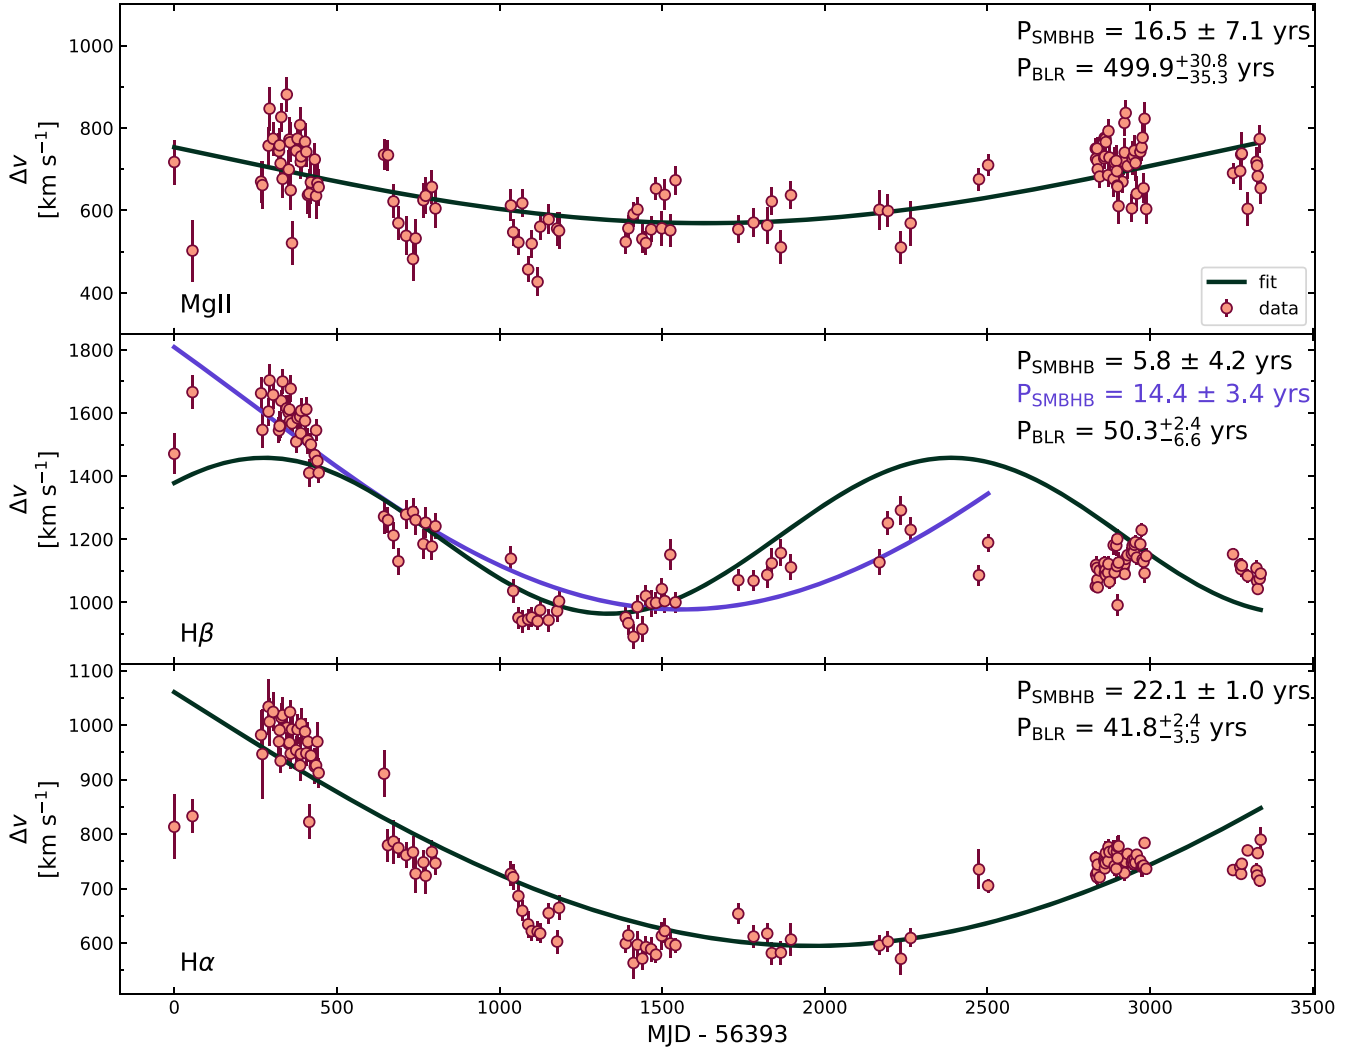 1000
800
600
400
Δv
[km s⁻¹]
P_SMBHB = 16.5 ± 7.1 yrs
P_BLR = 499.9^{+30.8}_{−35.3} yrs
MgII
fit
data
1800
1600
1400
1200
1000
Δv
[km s⁻¹]
P_SMBHB = 5.8 ± 4.2 yrs
P_SMBHB = 14.4 ± 3.4 yrs
P_BLR = 50.3^{+2.4}_{−6.6} yrs
Hβ
1100
1000
900
800
700
600
Δv
[km s⁻¹]
P_SMBHB = 22.1 ± 1.0 yrs
P_BLR = 41.8^{+2.4}_{−3.5} yrs
Hα
0 500 1000 1500 2000 2500 3000 3500
MJD - 56393